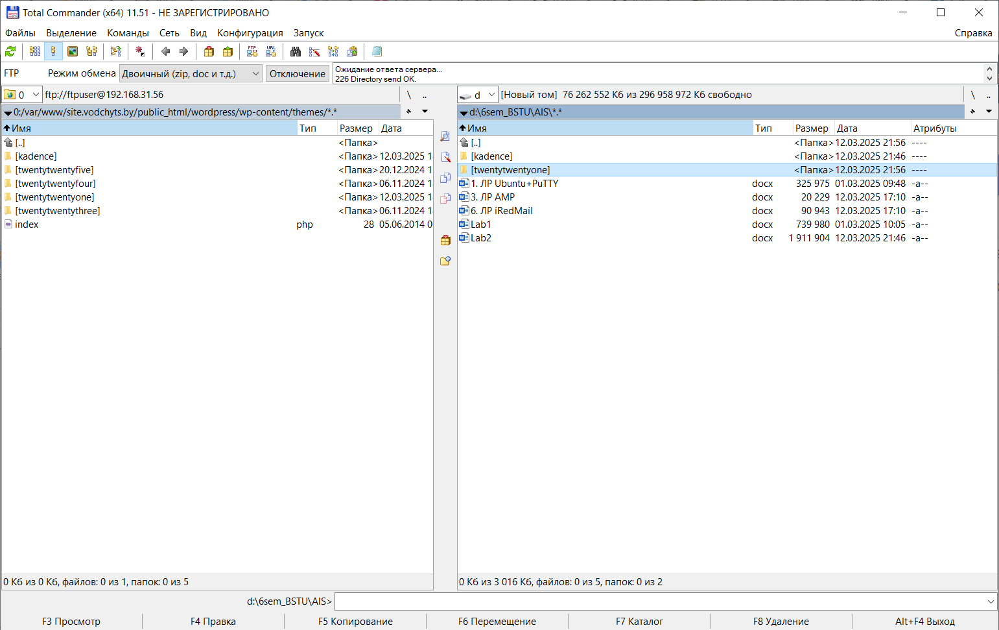 Total Commander (x64) 11.51 - НЕ ЗАРЕГИСТРИРОВАНО
Файлы Выделение Команды Сеть Вид Конфигурация Запуск Справка
FTP URL
FTP Режим обмена Двоичный (zip, doc и т.д.) Отключение
Ожидание ответа сервера...
226 Directory send OK.
0 ftp://ftpuser@192.168.31.56 \ ..
0:/var/www/site.vodchyts.by/public_html/wordpress/wp-content/themes/*.* *
Имя Тип Размер Дата
[..] <Папка>
[kadence] <Папка> 12.03.2025 1
[twentytwentyfive] <Папка> 20.12.2024 1
[twentytwentyfour] <Папка> 06.11.2024 1
[twentytwentyone] <Папка> 12.03.2025 1
[twentytwentythree] <Папка> 06.11.2024 1
index php 28 05.06.2014 0
0 Кб из 0 Кб, файлов: 0 из 1, папок: 0 из 5
d [Новый том] 76 262 552 Кб из 296 958 972 Кб свободно \ ..
d:\6sem_BSTU\AIS\*.* *
Имя Тип Размер Дата Атрибуты
[..] <Папка> 12.03.2025 21:56 ----
[kadence] <Папка> 12.03.2025 21:46 ----
[twentytwentyone] <Папка> 12.03.2025 21:56 ----
1. ЛР Ubuntu+PuTTY docx 325 975 01.03.2025 09:48 -a--
3. ЛР AMP docx 20 229 12.03.2025 17:10 -a--
6. ЛР iRedMail docx 90 943 12.03.2025 17:10 -a--
Lab1 docx 739 980 01.03.2025 10:05 -a--
Lab2 docx 1 911 904 12.03.2025 21:46 -a--
0 Кб из 3 016 Кб, файлов: 0 из 5, папок: 0 из 2
d:\6sem_BSTU\AIS>
F3 Просмотр F4 Правка F5 Копирование F6 Перемещение F7 Каталог F8 Удаление Alt+F4 Выход